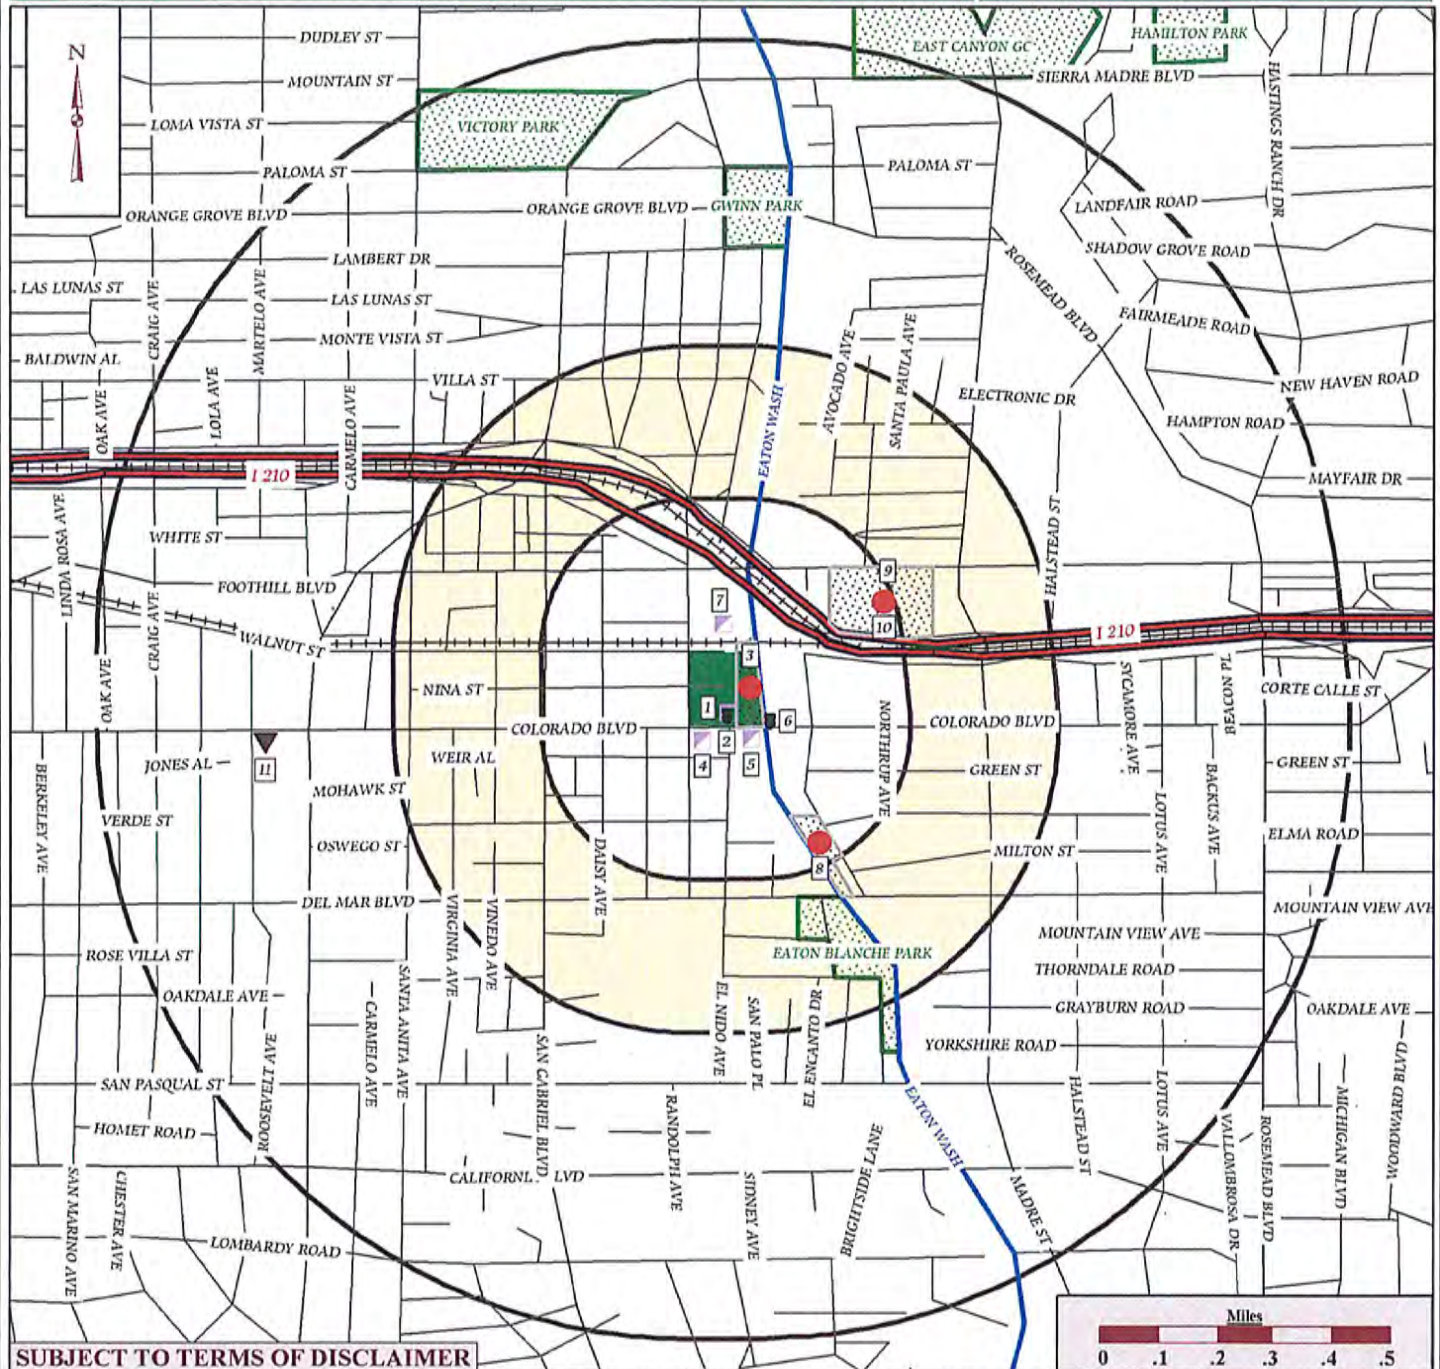 DUDLEY ST
EAST CANYON GC
HAMILTON PARK
N
MOUNTAIN ST
SIERRA MADRE BLVD
HASTINGS RANCH DR
LOMA VISTA ST
VICTORY PARK
PALOMA ST
PALOMA ST
ORANGE GROVE BLVD
ORANGE GROVE BLVD
GWINN PARK
LANDFAIR ROAD
SHADOW GROVE ROAD
ROSEMEAD BLVD
LAMBERT DR
LAS LUNAS ST
LAS LUNAS ST
CRAIG AVE
MARTELO AVE
FAIRMEADE ROAD
MONTE VISTA ST
BALDWIN AL
AVOCADO AVE
SANTA PAULA AVE
VILLA ST
LOLA AVE
OAK AVE
CARMELO AVE
EATON WASH
ELECTRONIC DR
NEW HAVEN ROAD
HAMPTON ROAD
I 210
MAYFAIR DR
LINDA ROSA AVE
WHITE ST
HALSTEAD ST
FOOTHILL BLVD
9
7
10
CRAIG AVE
WALNUT ST
I 210
3
OAK AVE
NINA ST
SYCAMORE AVE
BEACON PL
CORTE CALLE ST
1
6
COLORADO BLVD
COLORADO BLVD
NORTHRUP AVE
2
4
5
WEIR AL
JONES AL
11
GREEN ST
GREEN ST
BERKELEY AVE
MOHAWK ST
LOTUS AVE
BACKUS AVE
VERDE ST
ELMA ROAD
OSWEGO ST
DAISY AVE
8
MILTON ST
DEL MAR BLVD
VIRGINIA AVE
VINEDO AVE
MOUNTAIN VIEW AVE
MOUNTAIN VIEW AVE
ROSE VILLA ST
EATON BLANCHE PARK
THORNDALE ROAD
OAKDALE AVE
CARMELO AVE
SANTA ANITA AVE
EL NIDO AVE
SAN PALO PL
EL ENCANTO DR
GRAYBURN ROAD
OAKDALE AVE
ROOSEVELT AVE
SAN GABRIEL BLVD
YORKSHIRE ROAD
SAN PASQUAL ST
HOMET ROAD
RANDOLPH AVE
EATON WASH
HALSTEAD ST
LOTUS AVE
VALLOMBROSA DR
ROSEMEAD BLVD
MICHIGAN BLVD
WOODWARD BLVD
SAN MARINO AVE
CHESTER AVE
LVD
SIDNEY AVE
BRIGHTSIDE LANE
MADRE ST
LOMBARDY ROAD
Miles
0 .1 .2 .3 .4 .5
SUBJECT TO TERMS OF DISCLAIMER